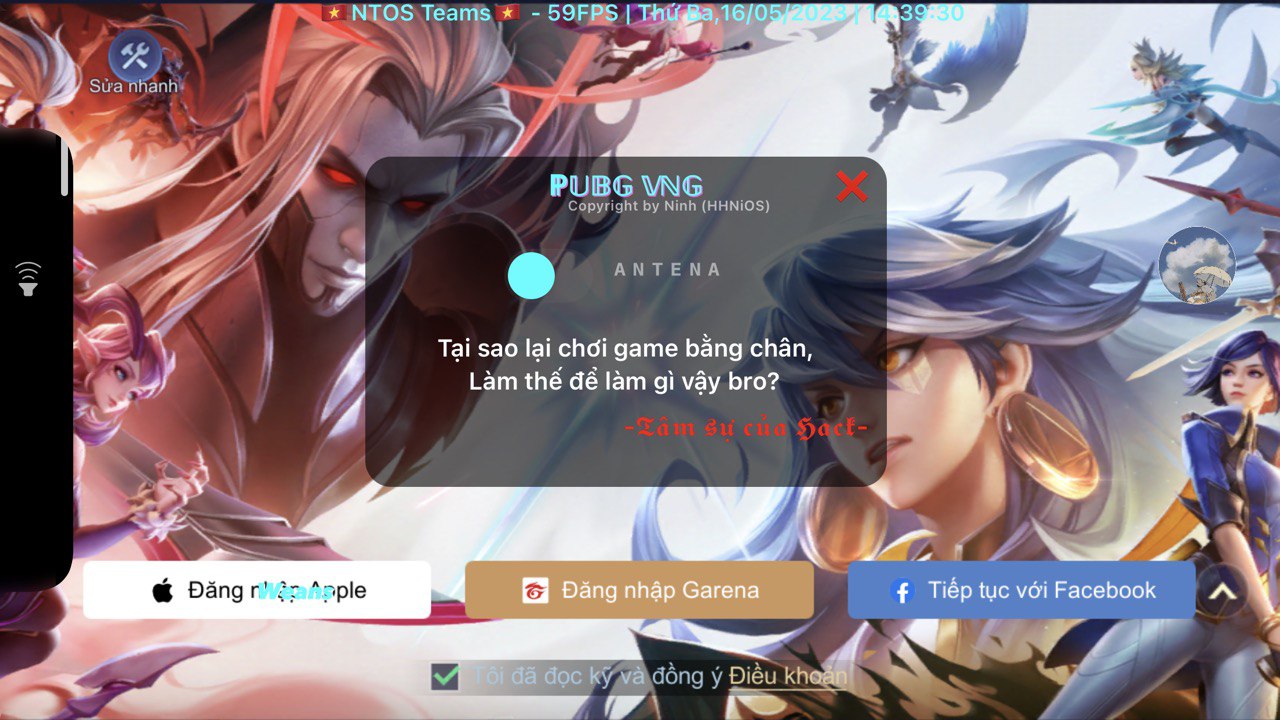 NTOS Teams - 59FPS | Thứ Ba,16/05/2023 | 14:39:30
Sửa nhanh
PUBG VNG
Copyright by Ninh (HHNiOS)
ANTENA
Tại sao lại chơi game bằng chân,
Làm thế để làm gì vậy bro?
-Tâm sự của Hack-
Đăng nhập Apple
Weans
Đăng nhập Garena
Tiếp tục với Facebook
Tôi đã đọc kỹ và đồng ý Điều khoản